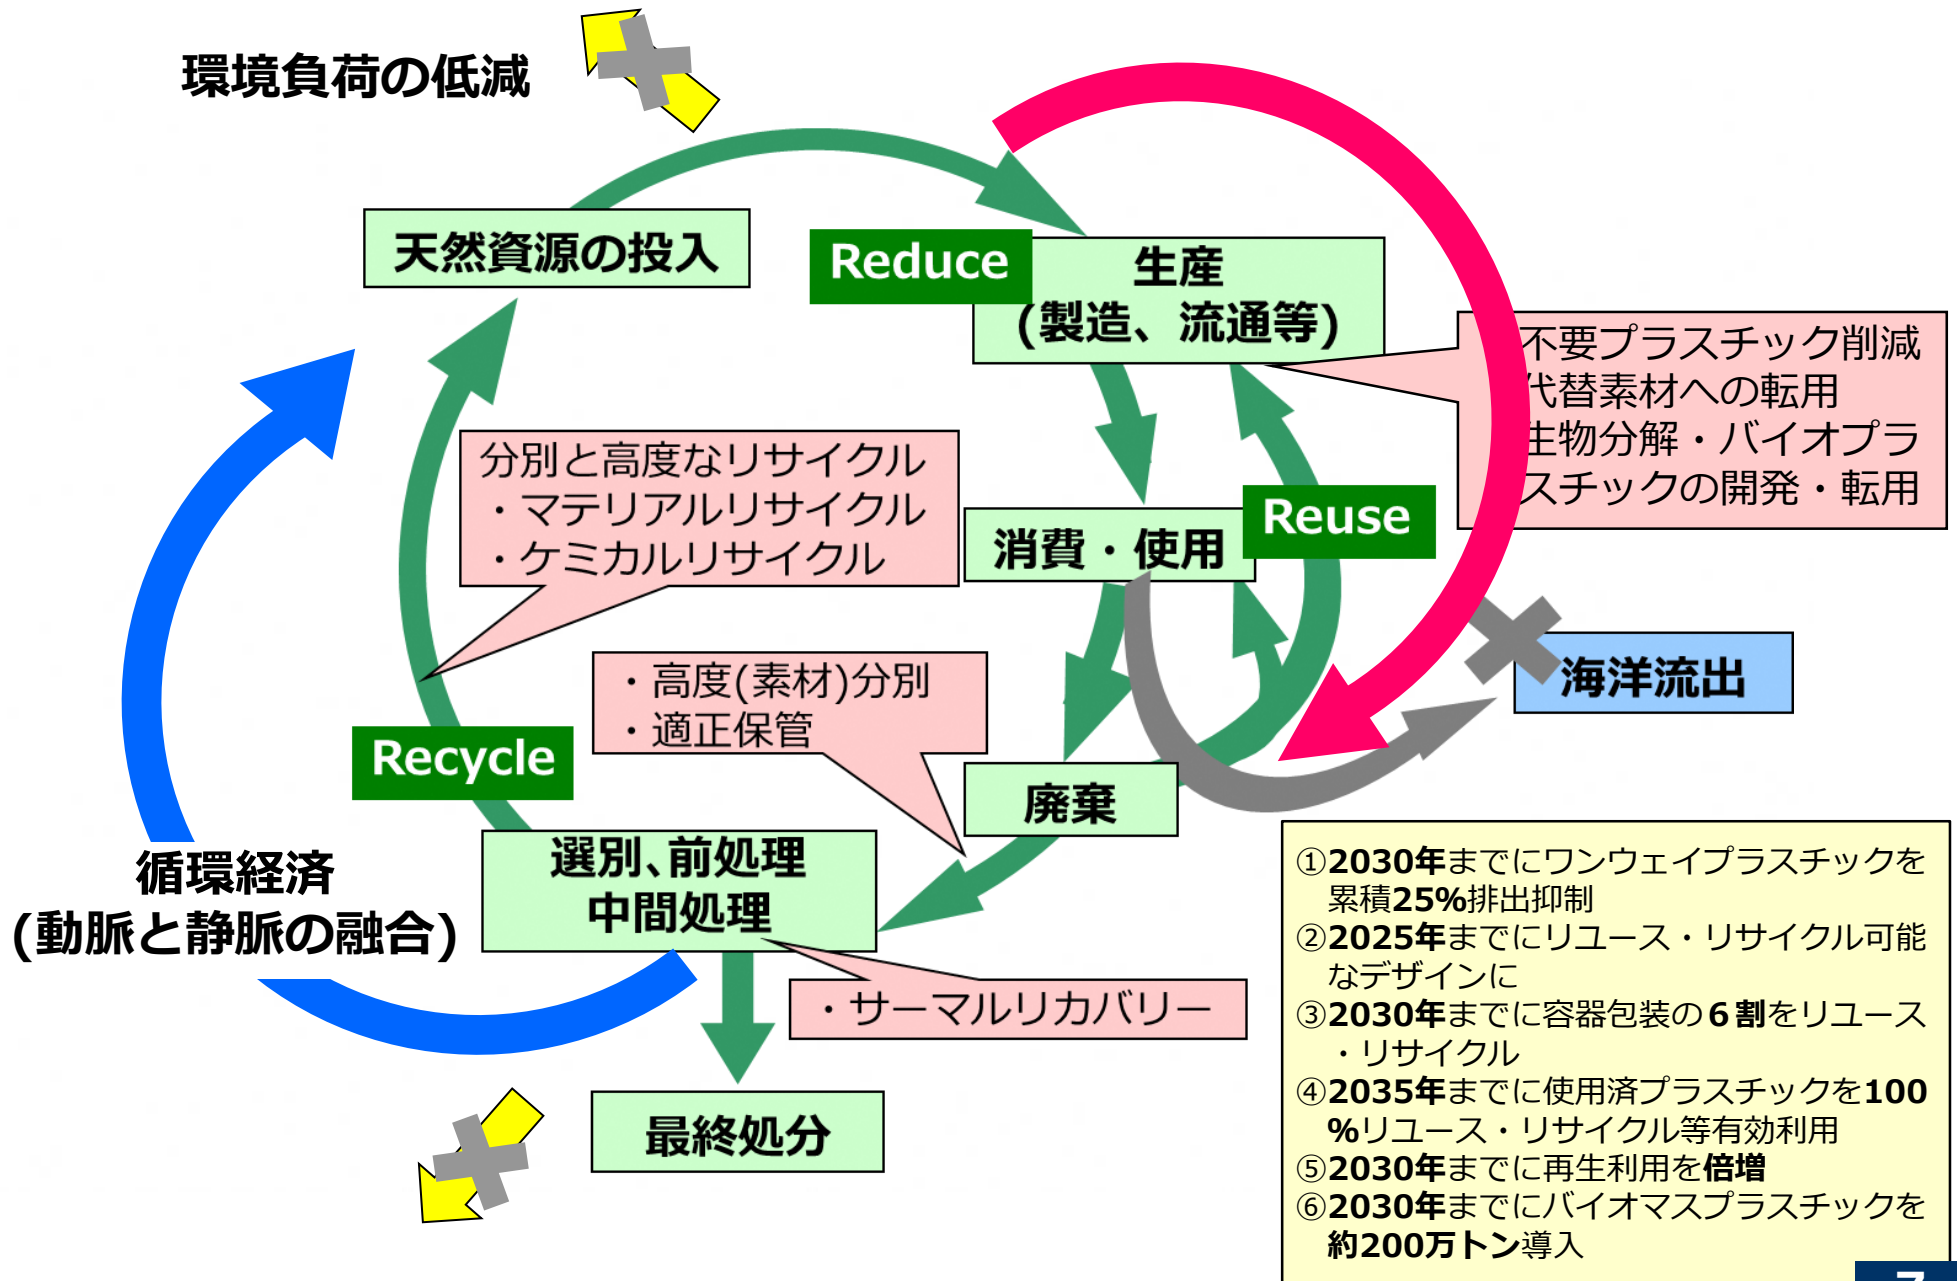 環境負荷の低減
天然資源の投入
Reduce
生産
(製造、流通等)
不要プラスチック削減
代替素材への転用
生物分解・バイオプラ
スチックの開発・転用
分別と高度なリサイクル
・マテリアルリサイクル
・ケミカルリサイクル
消費・使用
Reuse
海洋流出
・高度(素材)分別
・適正保管
Recycle
廃棄
選別、前処理
中間処理
循環経済
(動脈と静脈の融合)
・サーマルリカバリー
最終処分
①2030年までにワンウェイプラスチックを
累積25%排出抑制
②2025年までにリユース・リサイクル可能
なデザインに
③2030年までに容器包装の６割をリユース
・リサイクル
④2035年までに使用済プラスチックを100
%リユース・リサイクル等有効利用
⑤2030年までに再生利用を倍増
⑥2030年までにバイオマスプラスチックを
約200万トン導入